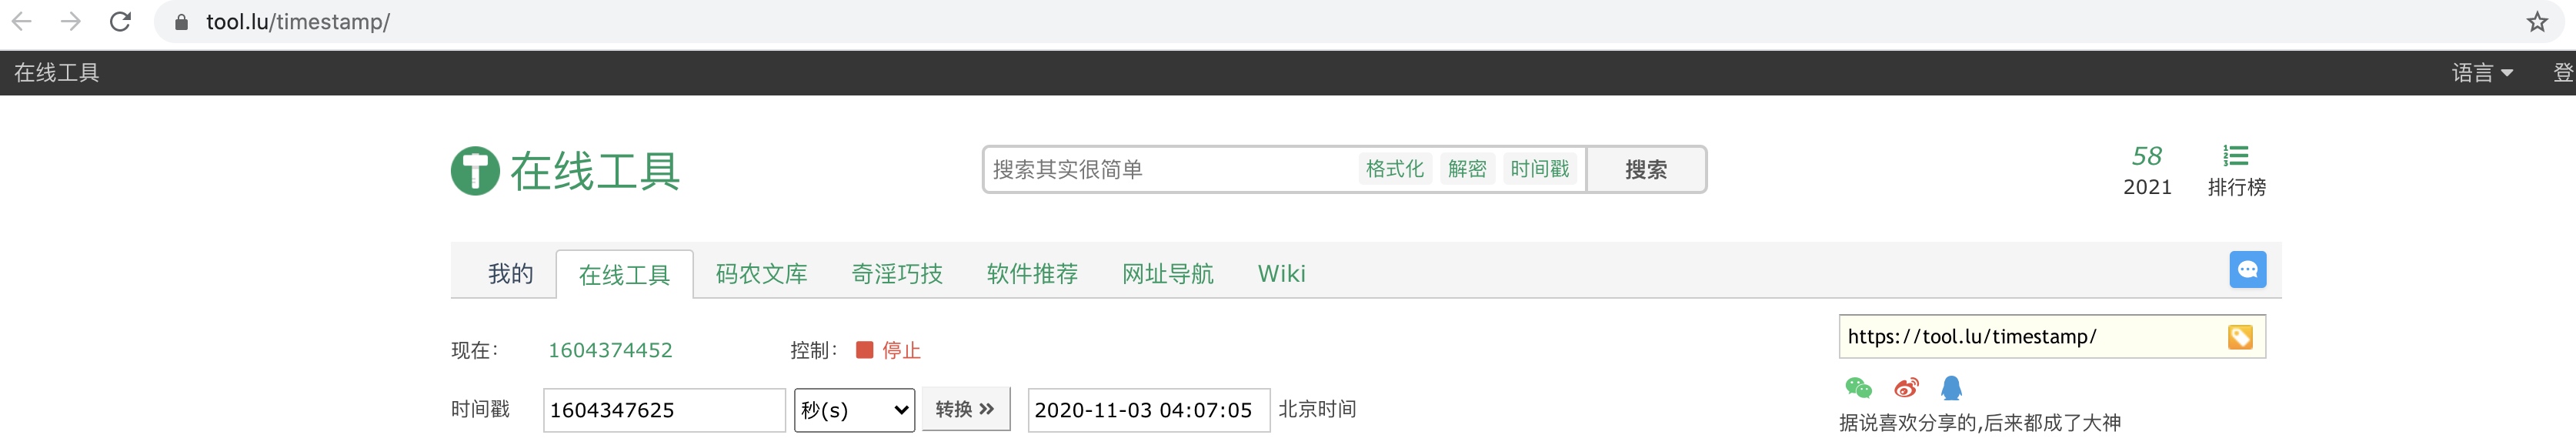 tool.lu/timestamp/
在线工具 语言 登
在线工具 搜索其实很简单 格式化 解密 时间戳 搜索 58 2021 排行榜
我的 在线工具 码农文库 奇淫巧技 软件推荐 网址导航 Wiki
https://tool.lu/timestamp/
现在： 1604374452 控制： 停止
时间戳 1604347625 秒(s) 转换 2020-11-03 04:07:05 北京时间
据说喜欢分享的,后来都成了大神